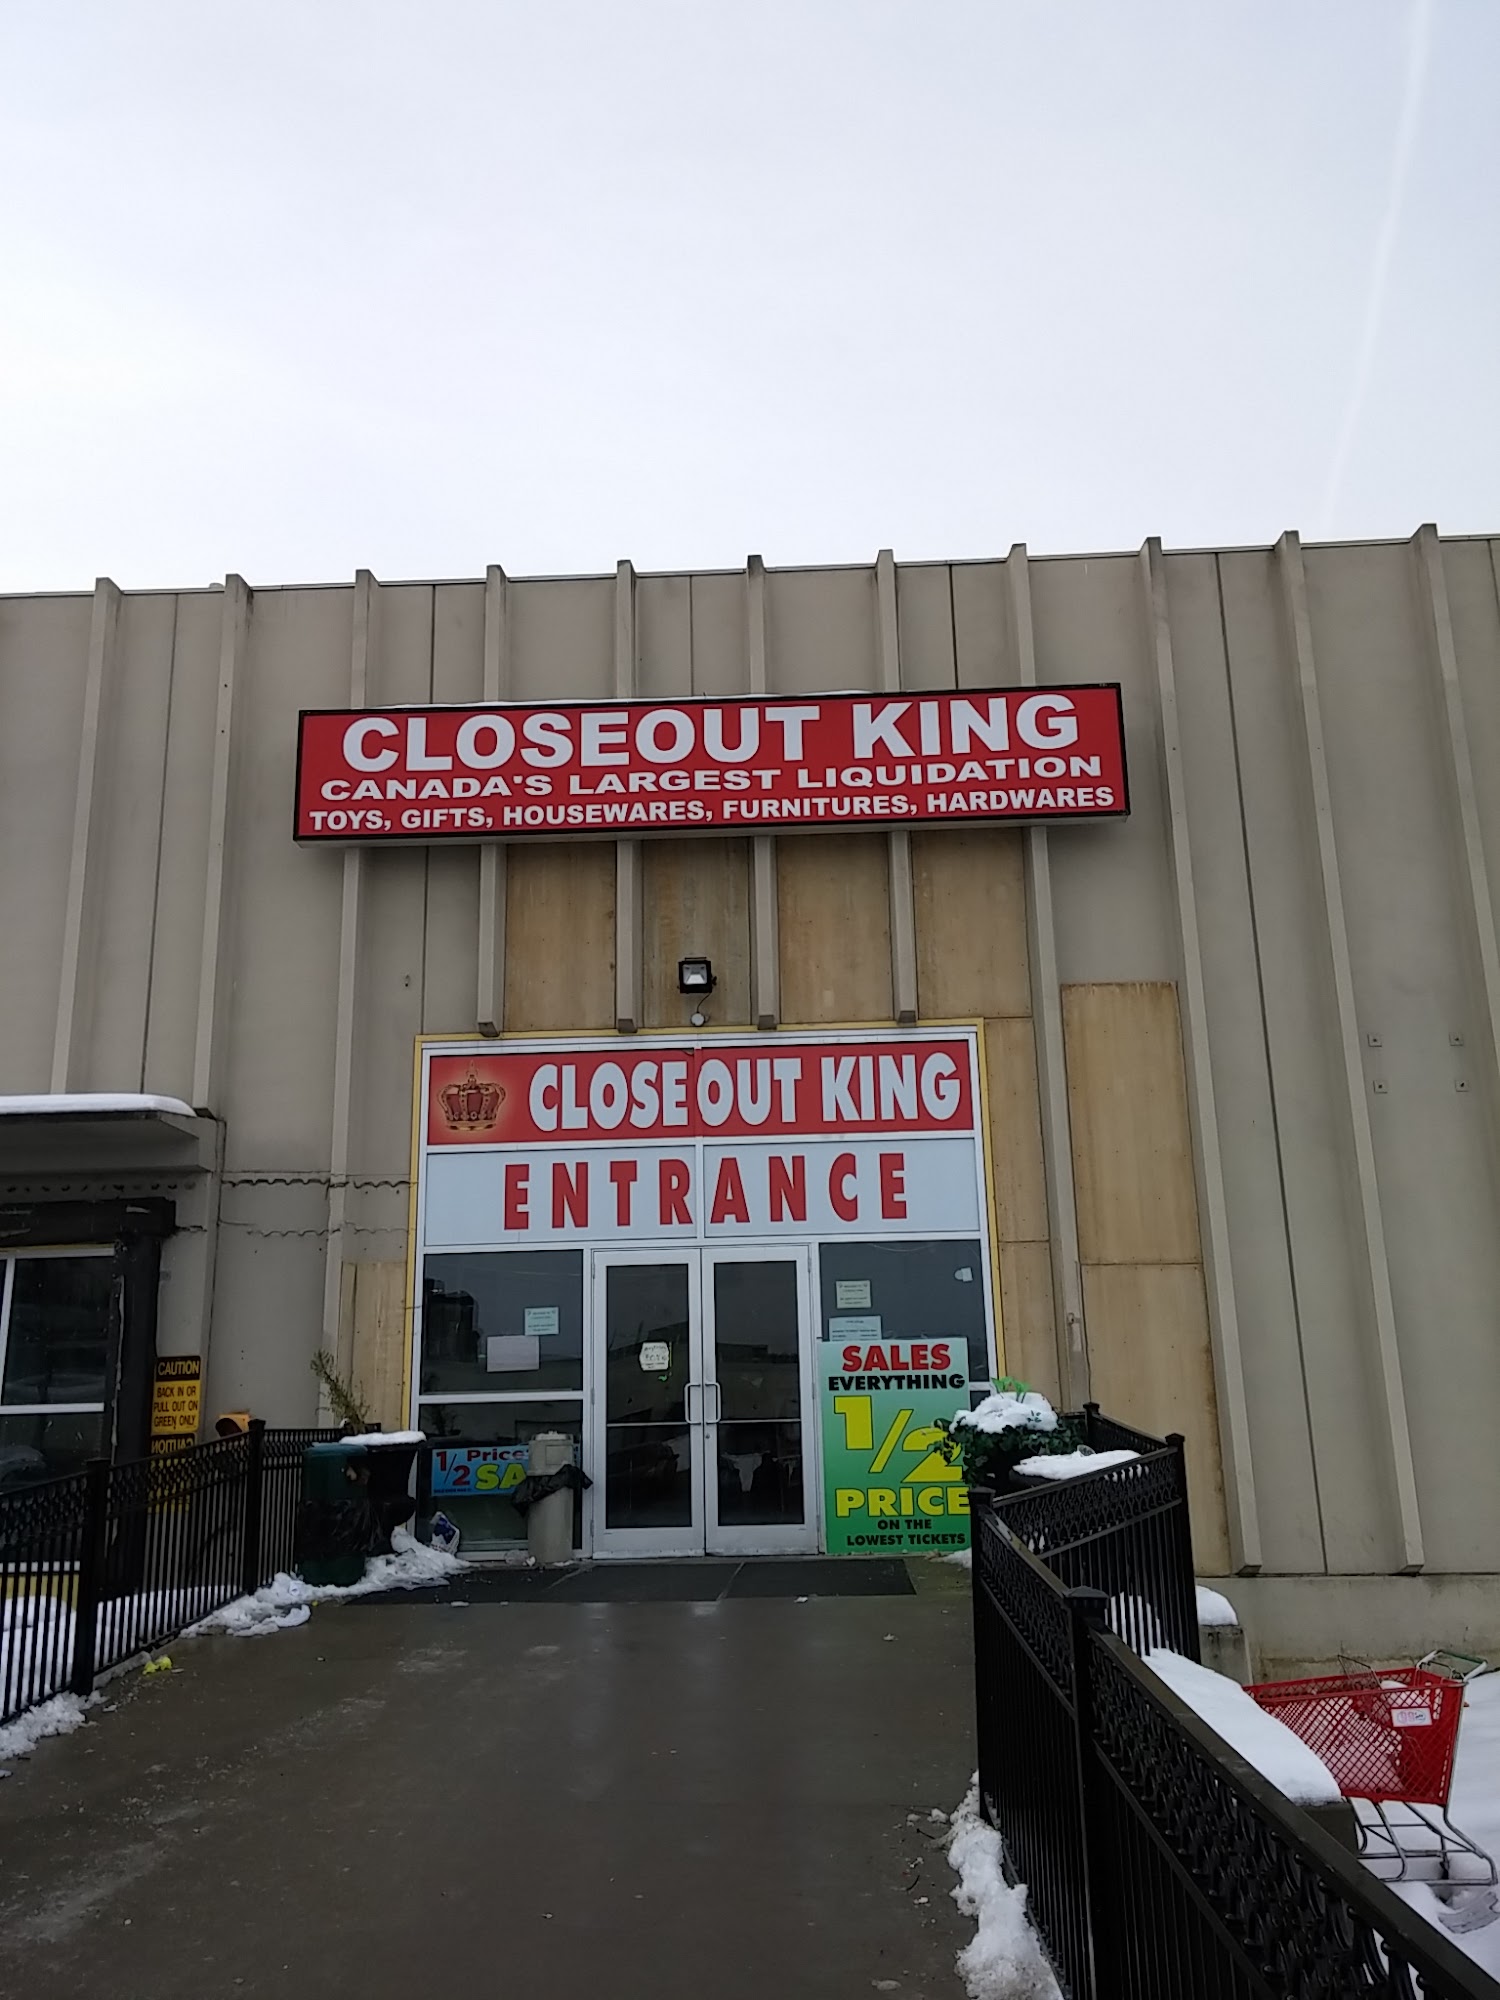 CLOSEOUT KING
CANADA'S LARGEST LIQUIDATION
TOYS, GIFTS, HOUSEWARES, FURNITURES, HARDWARES
CLOSEOUT KING
ENTRANCE
SALES
EVERYTHING
1/2
PRICE
ON THE
LOWEST TICKETS
1/2 Price
SA
CAUTION
BACK IN OR
PULL OUT ON
GREEN ONLY
CAUTION